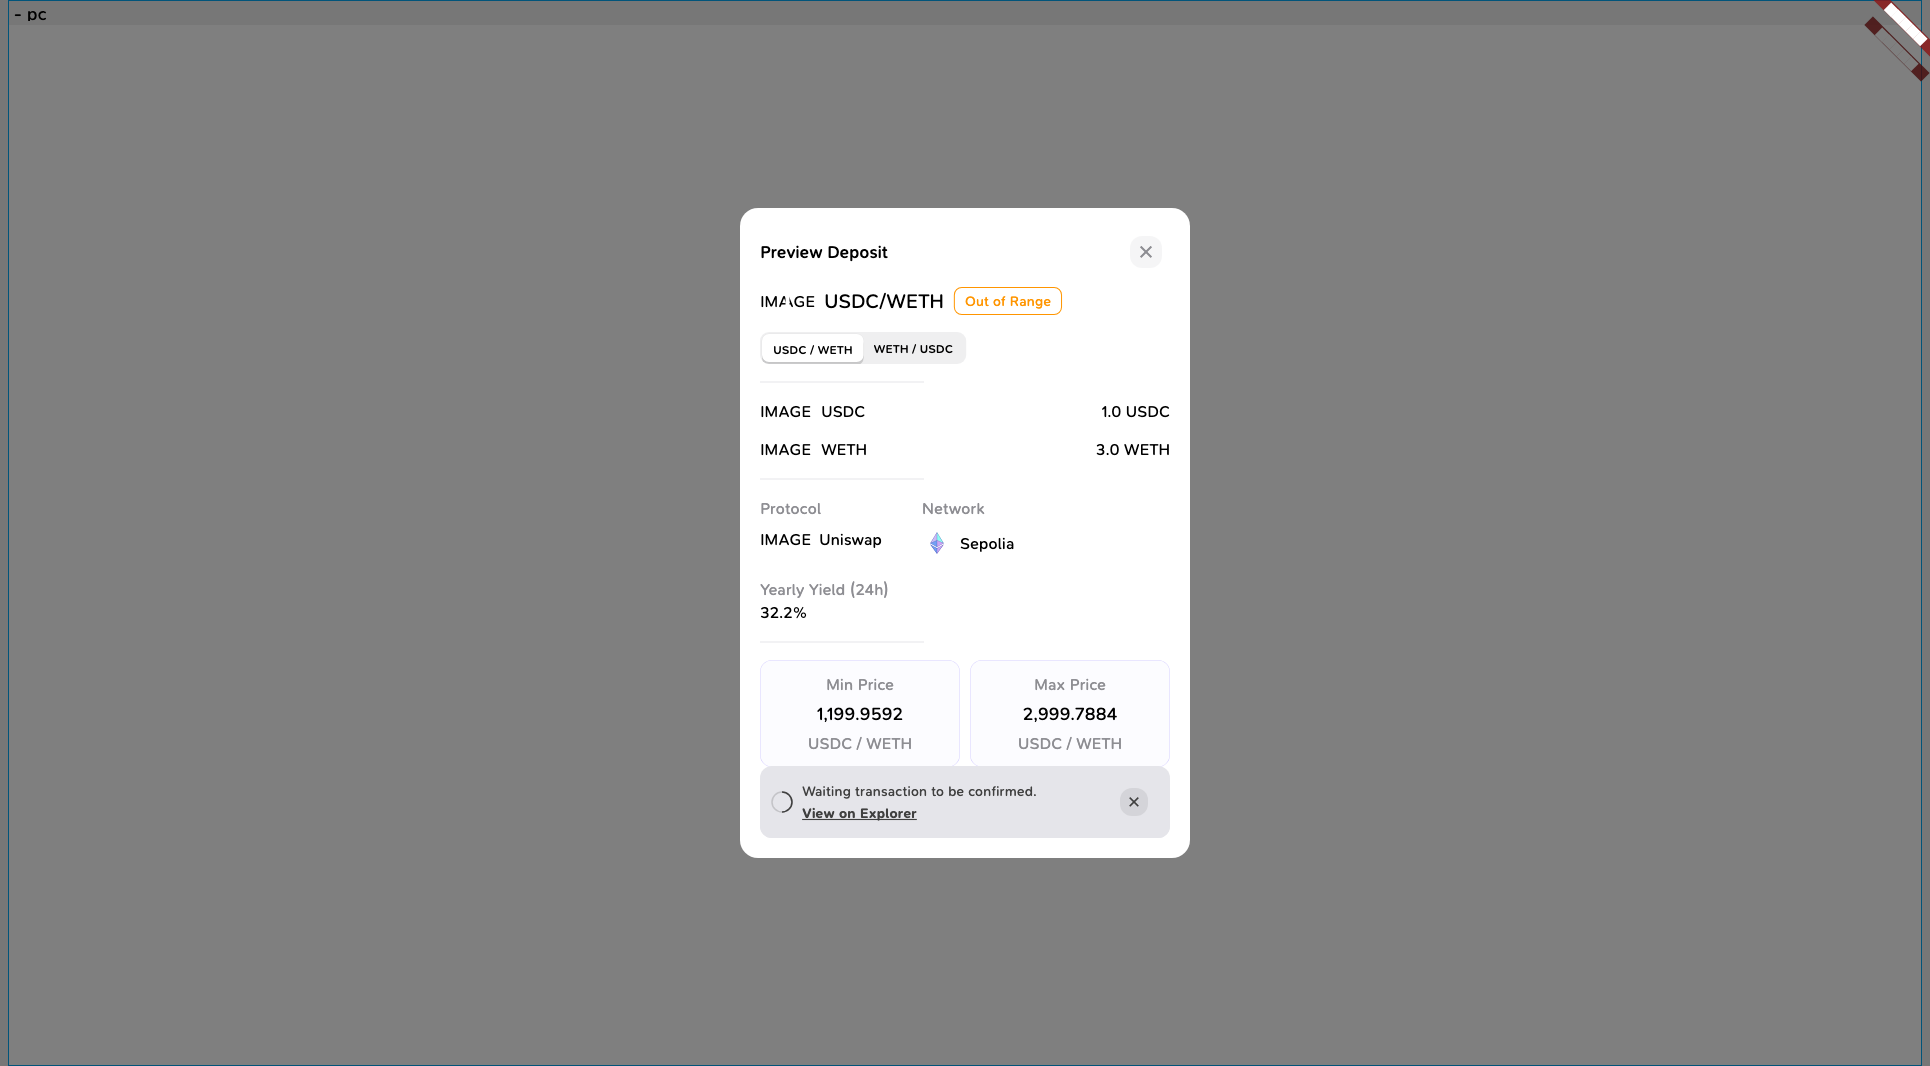 - pc
Preview Deposit
IMAGE USDC/WETH Out of Range
USDC / WETH WETH / USDC
IMAGE USDC 1.0 USDC
IMAGE WETH 3.0 WETH
Protocol Network
IMAGE Uniswap Sepolia
Yearly Yield (24h)
32.2%
Min Price Max Price
1,199.9592 2,999.7884
USDC / WETH USDC / WETH
Waiting transaction to be confirmed.
View on Explorer